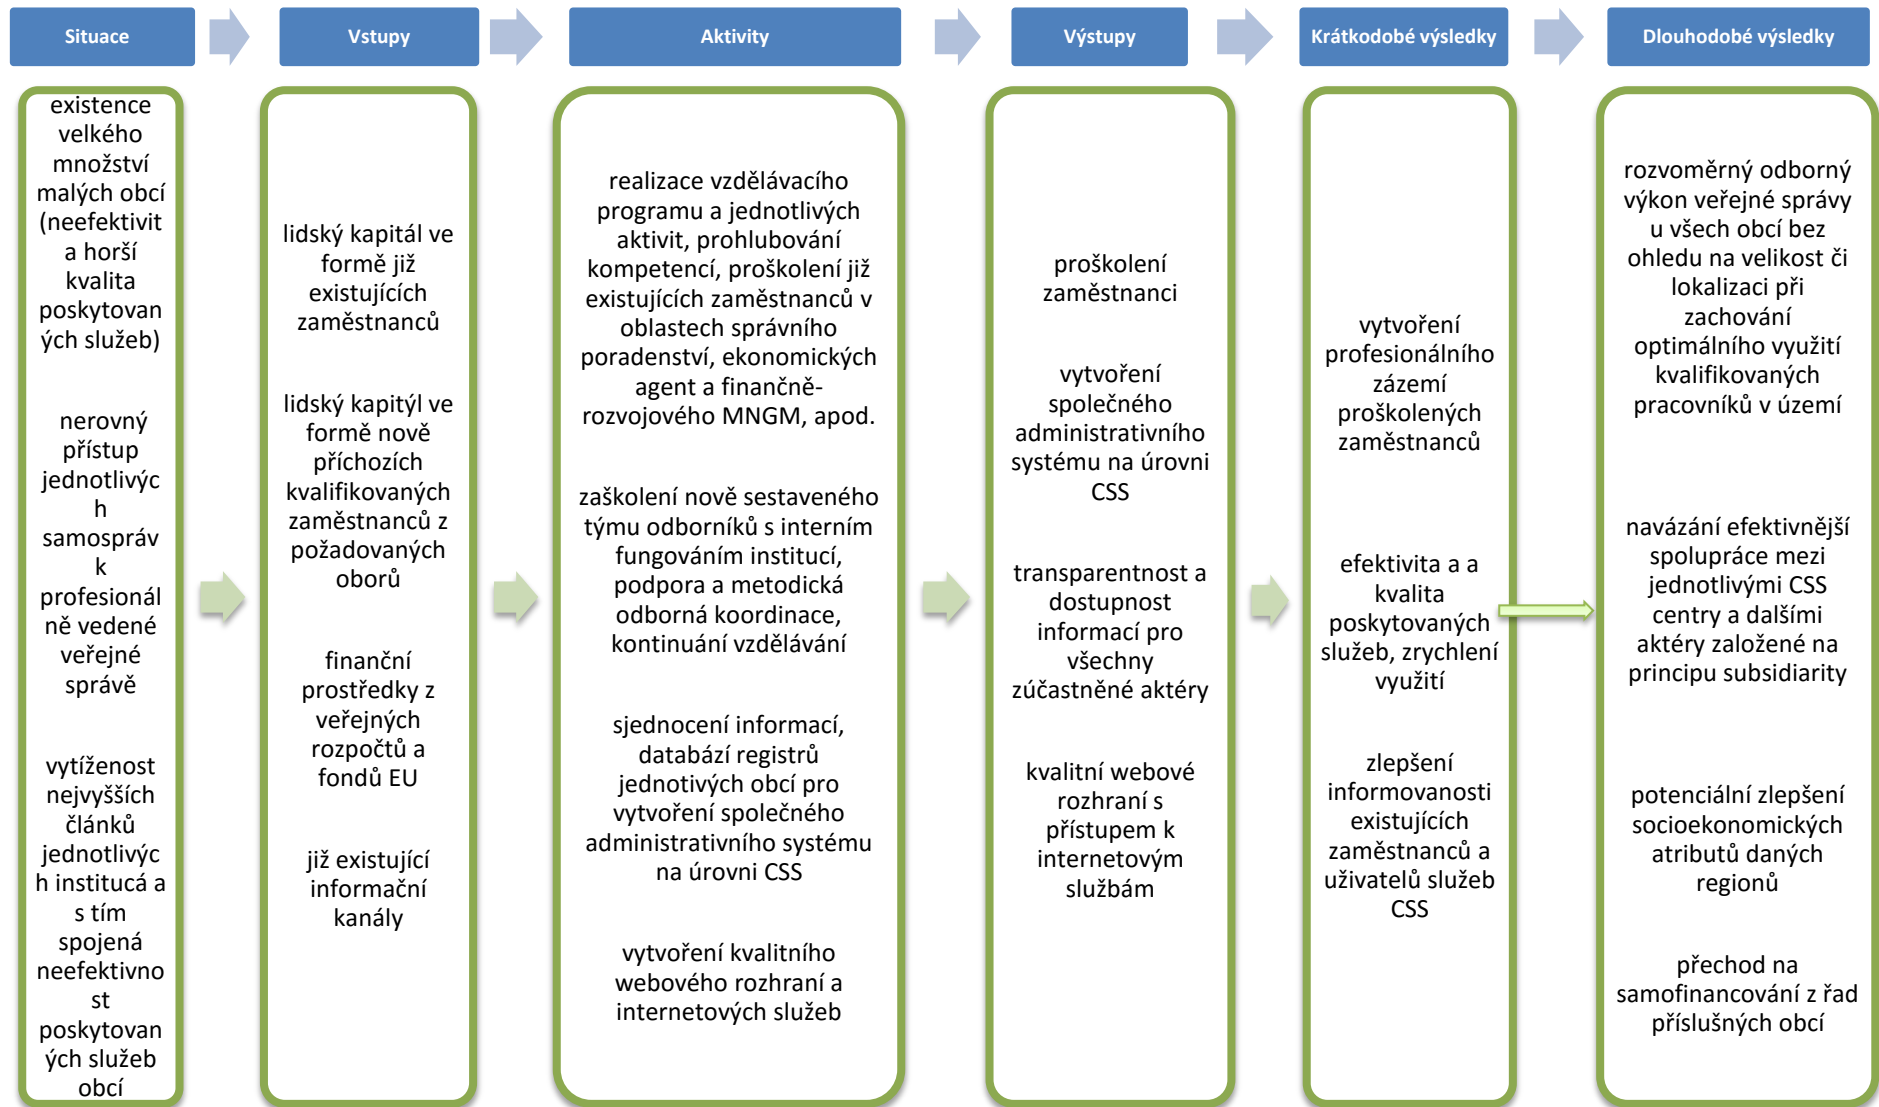 Situace
Vstupy
Aktivity
Výstupy
Krátkodobé výsledky
Dlouhodobé výsledky
existence
velkého
množství
malých obcí
(neefektivit
a horší
kvalita
poskytovan
ých služeb)
nerovný
přístup
jednotlivýc
h
samospráv
k
profesionál
ně vedené
veřejné
správě
vytíženost
nejvyšších
článků
jednotlivýc
h institucá a
s tím
spojená
neefektivno
st
poskytovan
ých služeb
obcí
lidský kapitál ve
formě již
existujících
zaměstnanců
lidský kapitýl ve
formě nově
příchozích
kvalifikovaných
zaměstnanců z
požadovaných
oborů
finanční
prostředky z
veřejných
rozpočtů a
fondů EU
již existující
informační
kanály
realizace vzdělávacího
programu a jednotlivých
aktivit, prohlubování
kompetencí, proškolení již
existujících zaměstnanců v
oblastech správního
poradenství, ekonomických
agent a finančně-
rozvojového MNGM, apod.
zaškolení nově sestaveného
týmu odborníků s interním
fungováním institucí,
podpora a metodická
odborná koordinace,
kontinuání vzdělávání
sjednocení informací,
databází registrů
jednotivých obcí pro
vytvoření společného
administrativního systému
na úrovni CSS
vytvoření kvalitního
webového rozhraní a
internetových služeb
proškolení
zaměstnanci
vytvoření
společného
administrativního
systému na úrovni
CSS
transparentnost a
dostupnost
informací pro
všechny
zúčastněné aktéry
kvalitní webové
rozhraní s
přístupem k
internetovým
službám
vytvoření
profesionálního
zázemí
proškolených
zaměstnanců
efektivita a a
kvalita
poskytovaných
služeb, zrychlení
využití
zlepšení
informovanosti
existujících
zaměstnanců a
uživatelů služeb
CSS
rozvoměrný odborný
výkon veřejné správy
u všech obcí bez
ohledu na velikost či
lokalizaci při
zachování
optimálního využití
kvalifikovaných
pracovníků v území
navázání efektivnější
spolupráce mezi
jednotlivými CSS
centry a dalšími
aktéry založené na
principu subsidiarity
potenciální zlepšení
socioekonomických
atributů daných
regionů
přechod na
samofinancování z řad
příslušných obcí